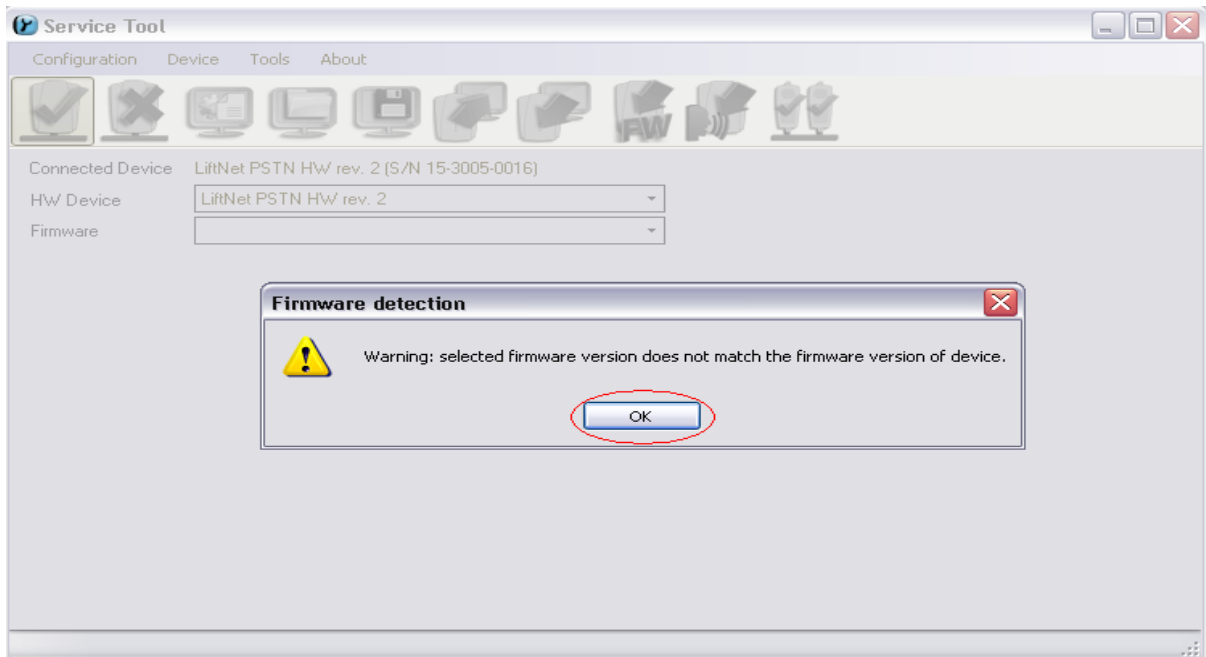 Service Tool
Configuration Device Tools About
FW
Connected Device LiftNet PSTN HW rev. 2 (S/N 15-3005-0016)
HW Device LiftNet PSTN HW rev. 2
Firmware
Firmware detection
Warning: selected firmware version does not match the firmware version of device.
OK